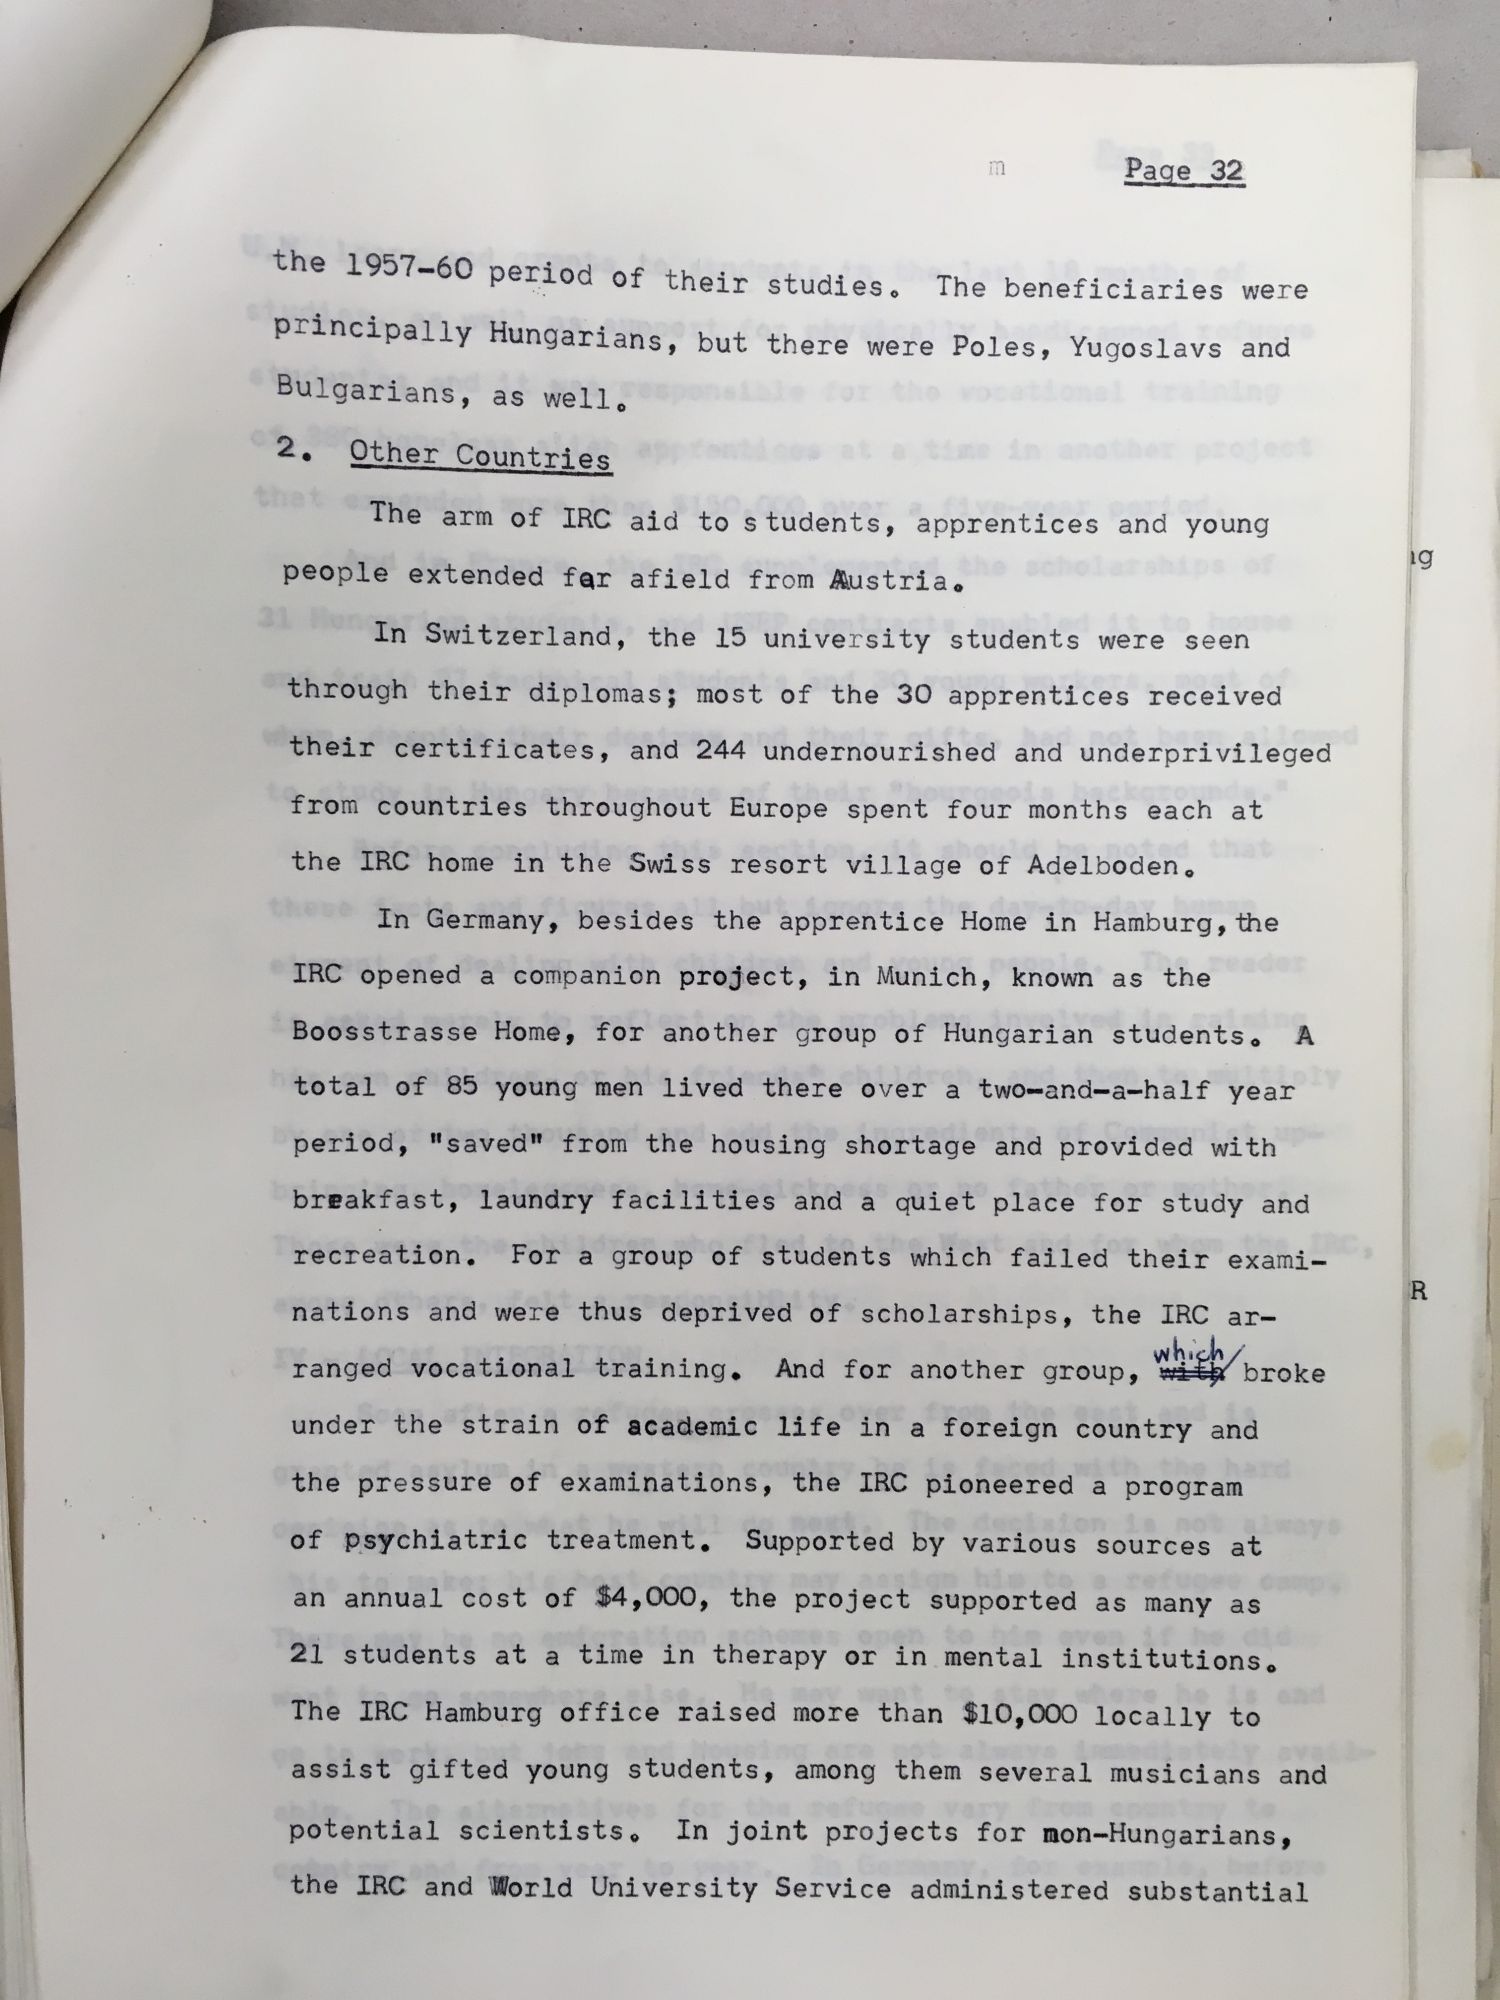 m Page 32
the 1957-60 period of their studies. The beneficiaries were
principally Hungarians, but there were Poles, Yugoslavs and
Bulgarians, as well.
2. Other Countries
The arm of IRC aid to students, apprentices and young
people extended far afield from Austria.
In Switzerland, the 15 university students were seen
through their diplomas; most of the 30 apprentices received
their certificates, and 244 undernourished and underprivileged
from countries throughout Europe spent four months each at
the IRC home in the Swiss resort village of Adelboden.
In Germany, besides the apprentice Home in Hamburg, the
IRC opened a companion project, in Munich, known as the
Boosstrasse Home, for another group of Hungarian students. A
total of 85 young men lived there over a two-and-a-half year
period, "saved" from the housing shortage and provided with
breakfast, laundry facilities and a quiet place for study and
recreation. For a group of students which failed their exami-
nations and were thus deprived of scholarships, the IRC ar-
which
ranged vocational training. And for another group, with broke
under the strain of academic life in a foreign country and
the pressure of examinations, the IRC pioneered a program
of psychiatric treatment. Supported by various sources at
an annual cost of $4,000, the project supported as many as
21 students at a time in therapy or in mental institutions.
The IRC Hamburg office raised more than $10,000 locally to
assist gifted young students, among them several musicians and
potential scientists. In joint projects for non-Hungarians,
the IRC and World University Service administered substantial